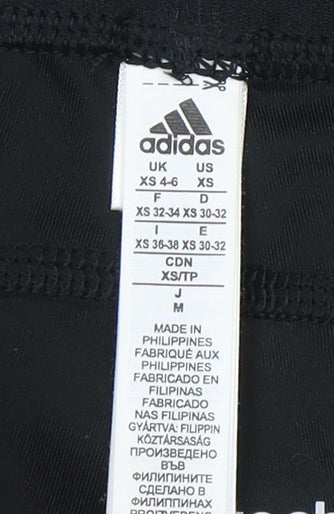 adidas
UK US
XS 4-6 XS
F D
XS 32-34 XS 30-32
I E
XS 36-38 XS 30-32
CDN
XS/TP
J
M
MADE IN
PHILIPPINES
FABRIQUÉ AUX
PHILIPPINES
FABRICADO EN
FILIPINAS
FABRICADO
NAS FILIPINAS
GYÁRTVA: FILIPPIN
KÖZTÁRSASÁG
ПРОИЗВЕДЕНО
ВЪВ
ФИЛИПИНИТЕ
СДЕЛАНО В
ФИЛИППИНАХ